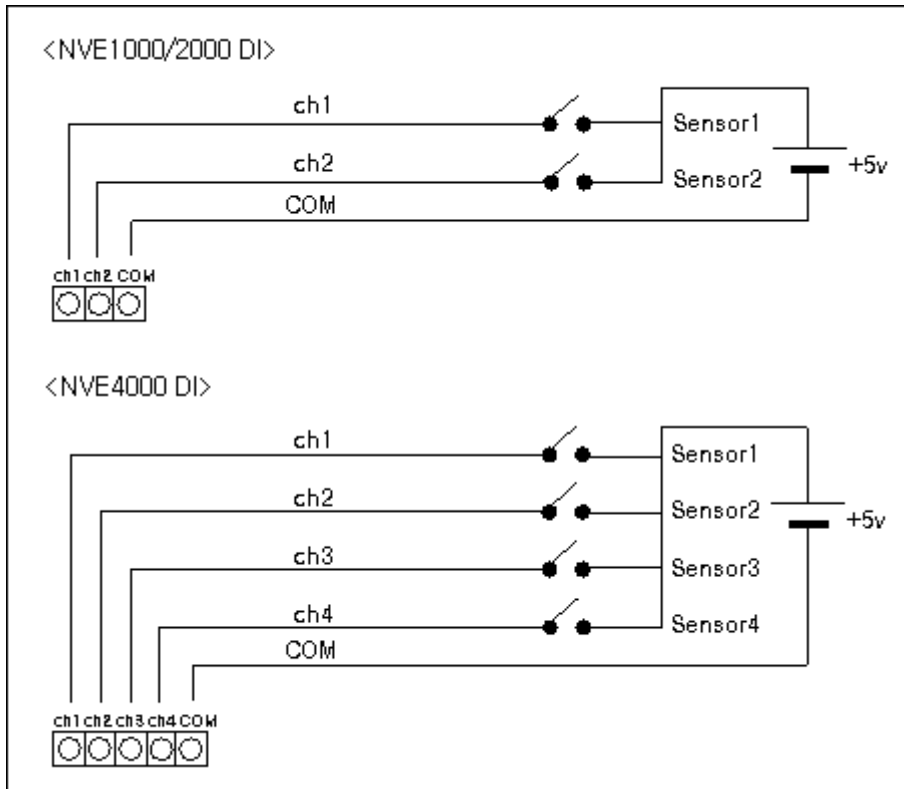 <NVE1000/2000 DI>
ch1
Sensor1
ch2
Sensor2
+5v
COM
ch1 ch2 COM
<NVE4000 DI>
ch1
Sensor1
ch2
Sensor2
+5v
ch3
Sensor3
ch4
Sensor4
COM
ch1 ch2 ch3 ch4 COM